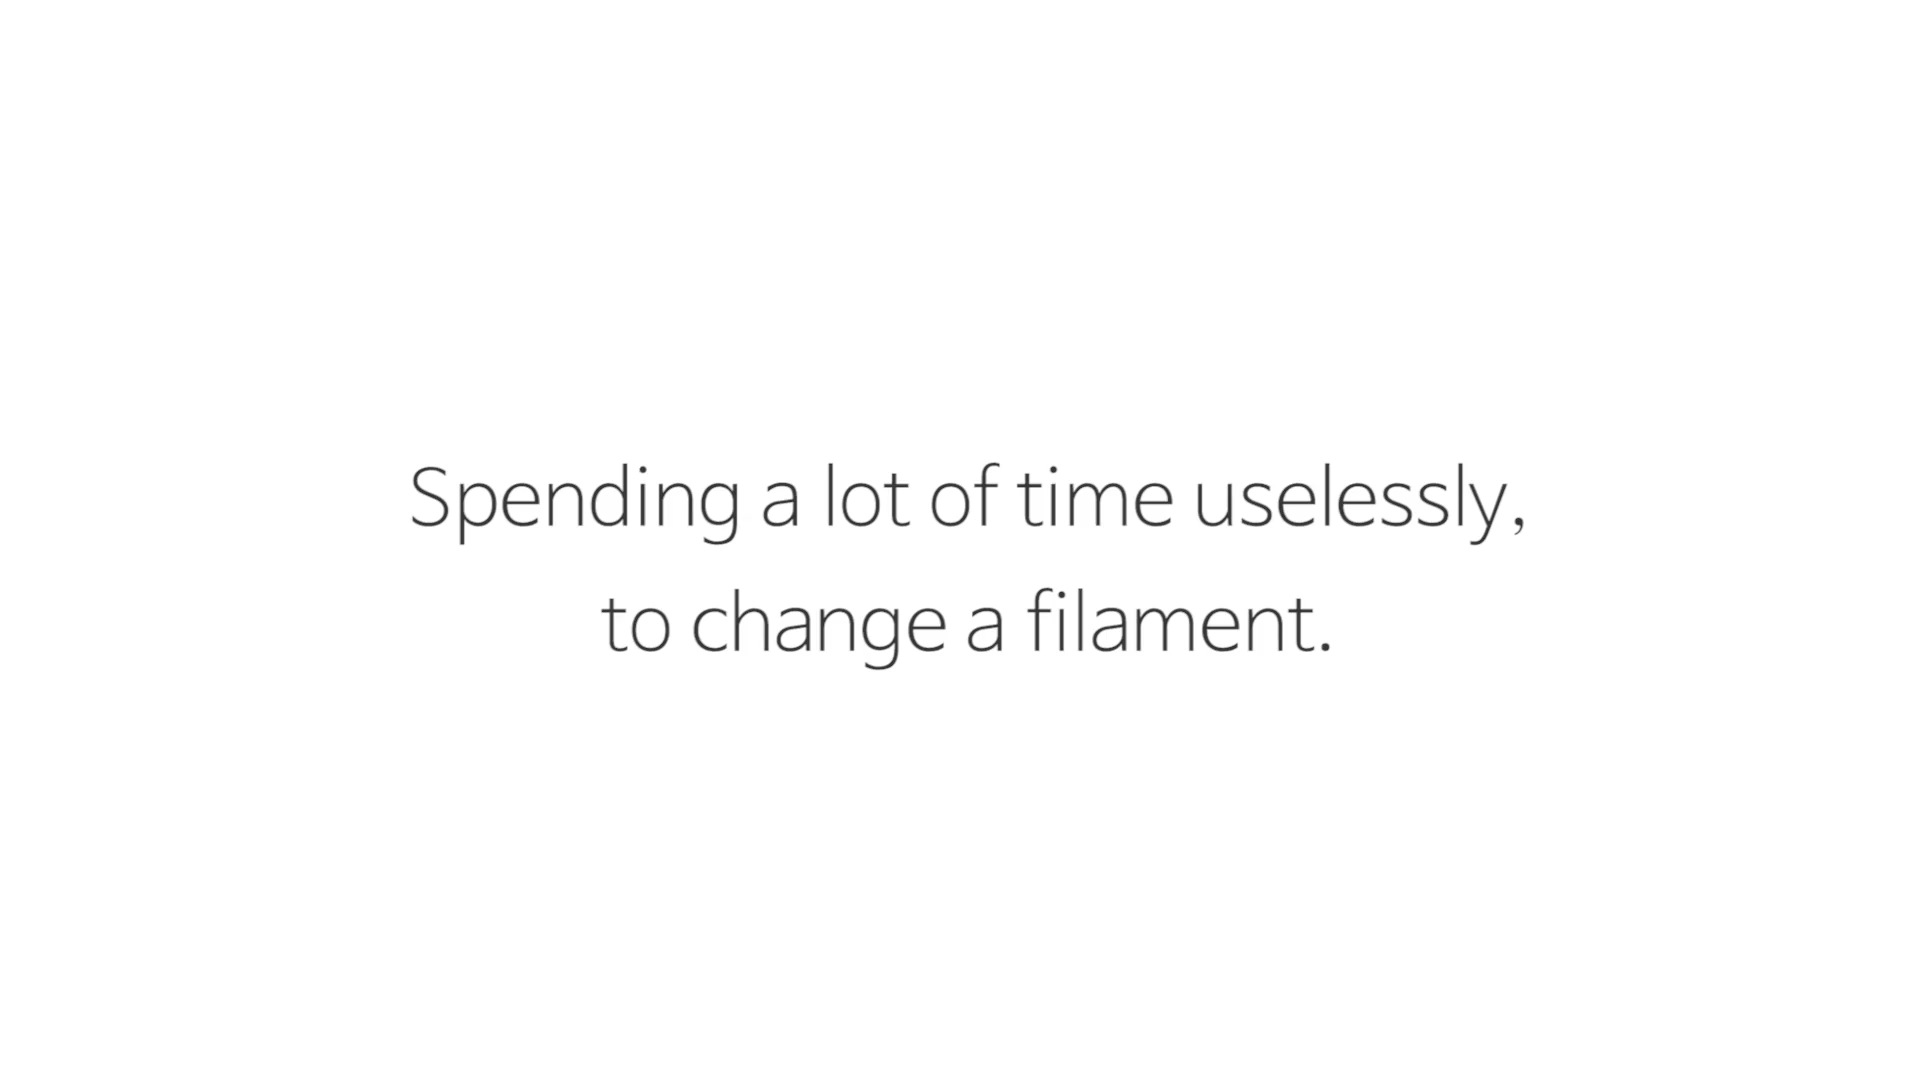 Spending a lot of time uselessly,
to change a filament.